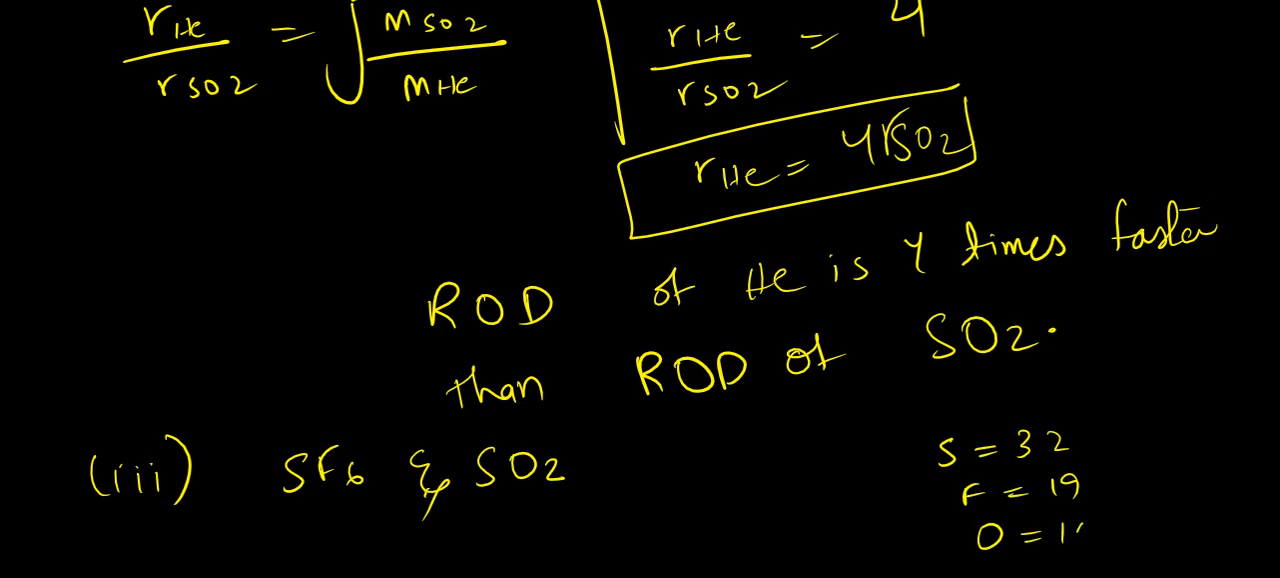 rHe/rSO2 = √MSO2/MHe
rHe/rSO2 = 4
rHe = 4rSO2
ROD of He is 4 times faster
than ROD of SO2.
(iii) SF6 & SO2
S = 32
F = 19
O =